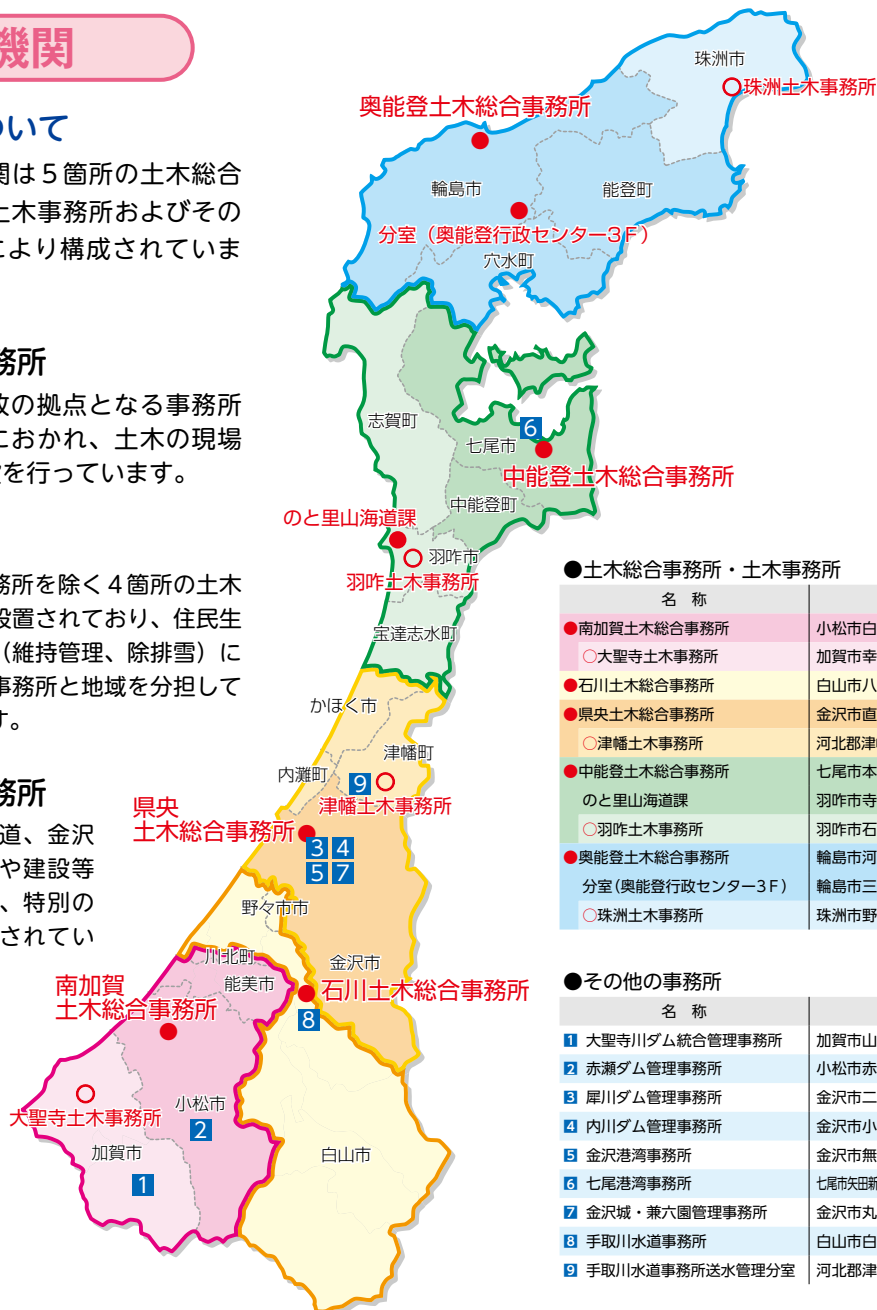 機関
ついて
関は５箇所の土木総合
土木事務所およびその
により構成されていま
務所
政の拠点となる事務所
におかれ、土木の現場
を行っています。
務所を除く４箇所の土木
設置されており、住民生
（維持管理、除排雪）に
事務所と地域を分担して
す。
務所
道、金沢
や建設等
、特別の
されてい
珠洲市
珠洲土木事務所
奥能登土木総合事務所
輪島市
能登町
分室（奥能登行政センター3Ｆ）
穴水町
志賀町
七尾市
6
中能登土木総合事務所
中能登町
のと里山海道課
羽咋市
羽咋土木事務所
宝達志水町
かほく市
津幡町
内灘町
9
津幡土木事務所
県央
土木総合事務所
3 4
5 7
野々市市
川北町
金沢市
能美市
南加賀
土木総合事務所
石川土木総合事務所
8
大聖寺土木事務所
小松市
2
加賀市
1
白山市
●土木総合事務所・土木事務所
名 称
●南加賀土木総合事務所 小松市白
○大聖寺土木事務所 加賀市幸
●石川土木総合事務所 白山市八
●県央土木総合事務所 金沢市直
○津幡土木事務所 河北郡津
●中能登土木総合事務所 七尾市本
のと里山海道課 羽咋市寺
○羽咋土木事務所 羽咋市石
●奥能登土木総合事務所 輪島市河
分室(奥能登行政センター3Ｆ) 輪島市三
○珠洲土木事務所 珠洲市野
●その他の事務所
名 称
1 大聖寺川ダム統合管理事務所 加賀市山
2 赤瀬ダム管理事務所 小松市赤
3 犀川ダム管理事務所 金沢市二
4 内川ダム管理事務所 金沢市小
5 金沢港湾事務所 金沢市無
6 七尾港湾事務所 七尾市矢田新
7 金沢城・兼六園管理事務所 金沢市丸
8 手取川水道事務所 白山市白
9 手取川水道事務所送水管理分室 河北郡津